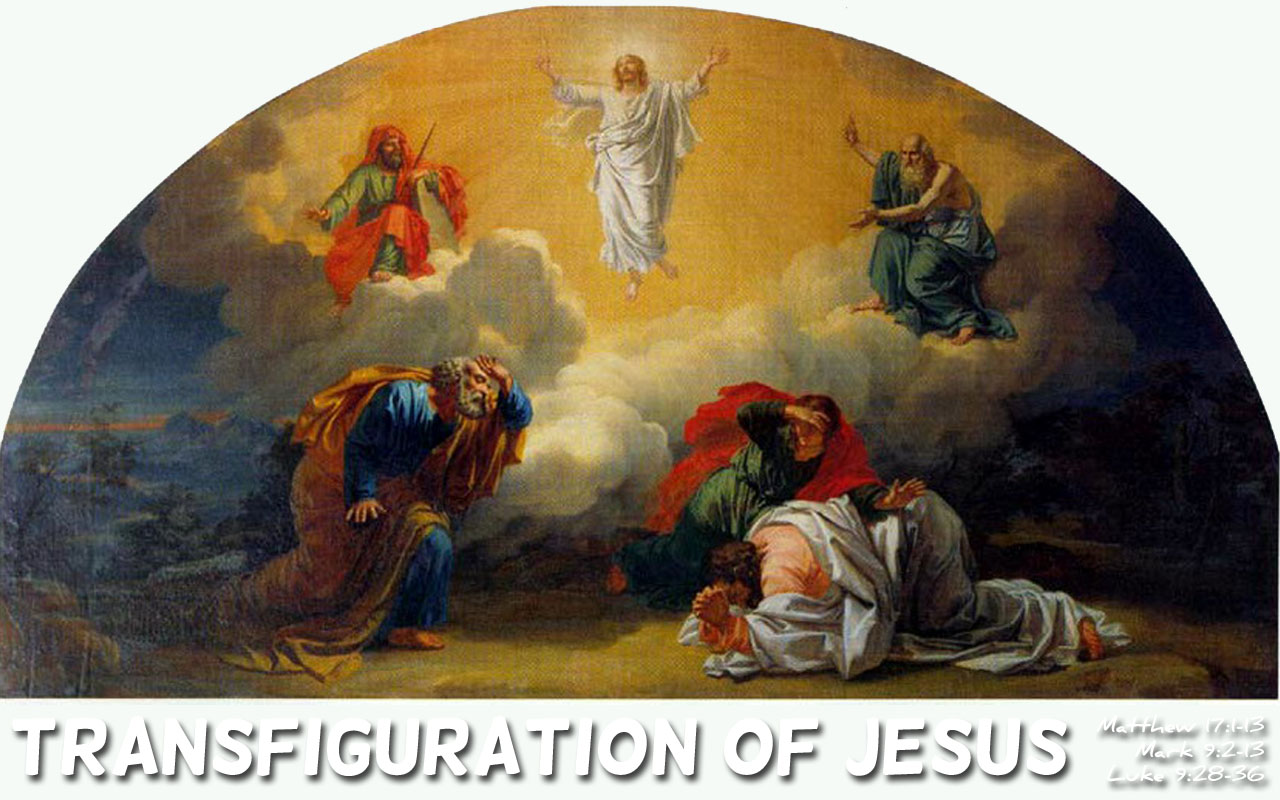 TRANSFIGURATION OF JESUS
Matthew 17:1-13
Mark 9:2-13
Luke 9:28-36